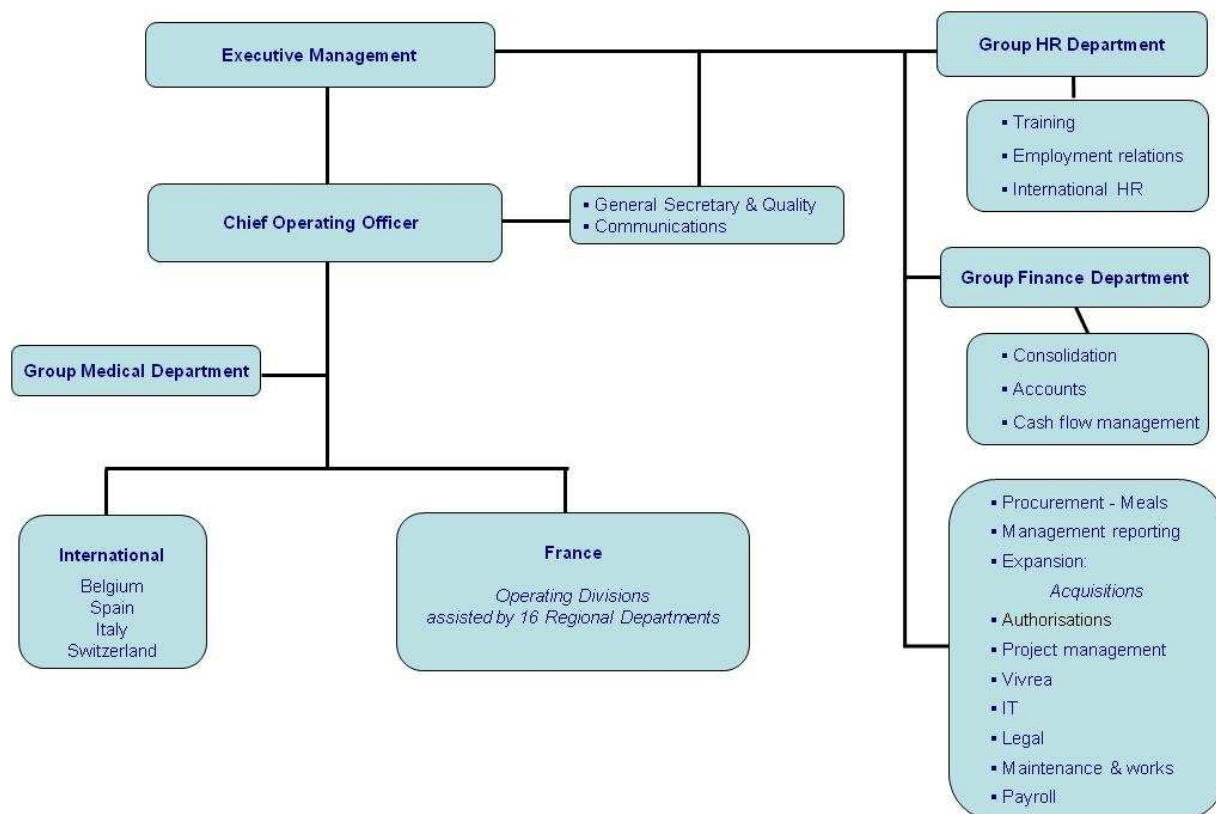 Executive Management
Group HR Department
▪ Training
▪ Employment relations
▪ International HR
Chief Operating Officer
▪ General Secretary & Quality
▪ Communications
Group Finance Department
▪ Consolidation
▪ Accounts
▪ Cash flow management
Group Medical Department
International
Belgium
Spain
Italy
Switzerland
France
Operating Divisions
assisted by 16 Regional Departments
▪ Procurement - Meals
▪ Management reporting
▪ Expansion:
Acquisitions
▪ Authorisations
▪ Project management
▪ Vivrea
▪ IT
▪ Legal
▪ Maintenance & works
▪ Payroll